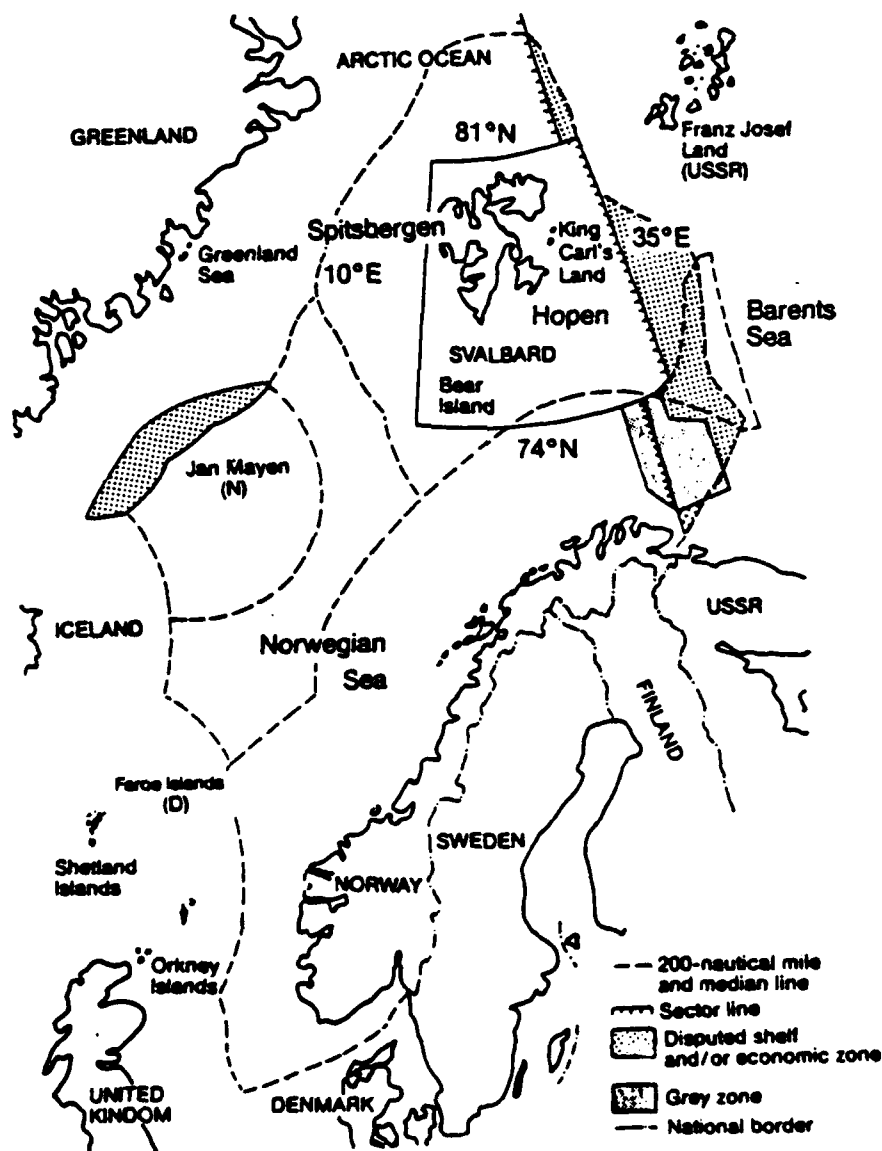 ARCTIC OCEAN
GREENLAND
Franz Josef
Land
(USSR)
81°N
Spitsbergen
King
Carl's
Land
35°E
Greenland
Sea
10°E
Hopen
Barents
Sea
SVALBARD
Bear
Island
74°N
Jan Mayen
(N)
ICELAND
USSR
Norwegian
Sea
FINLAND
Faroe Islands
(D)
SWEDEN
Shetland
Islands
NORWAY
Orkney
Islands
200-nautical mile
and median line
Sector line
Disputed shelf
and/or economic zone
UNITED
KINDOM
DENMARK
Grey zone
National border